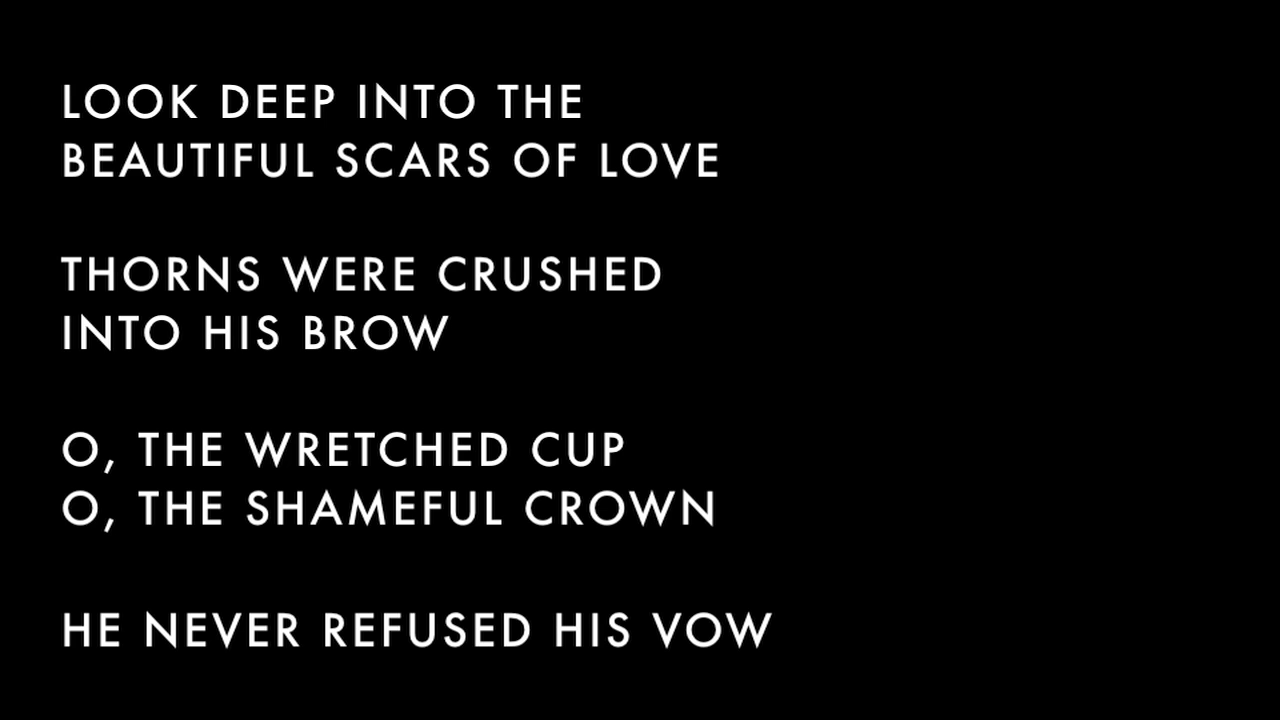 LOOK DEEP INTO THE
BEAUTIFUL SCARS OF LOVE
THORNS WERE CRUSHED
INTO HIS BROW
O, THE WRETCHED CUP
O, THE SHAMEFUL CROWN
HE NEVER REFUSED HIS VOW